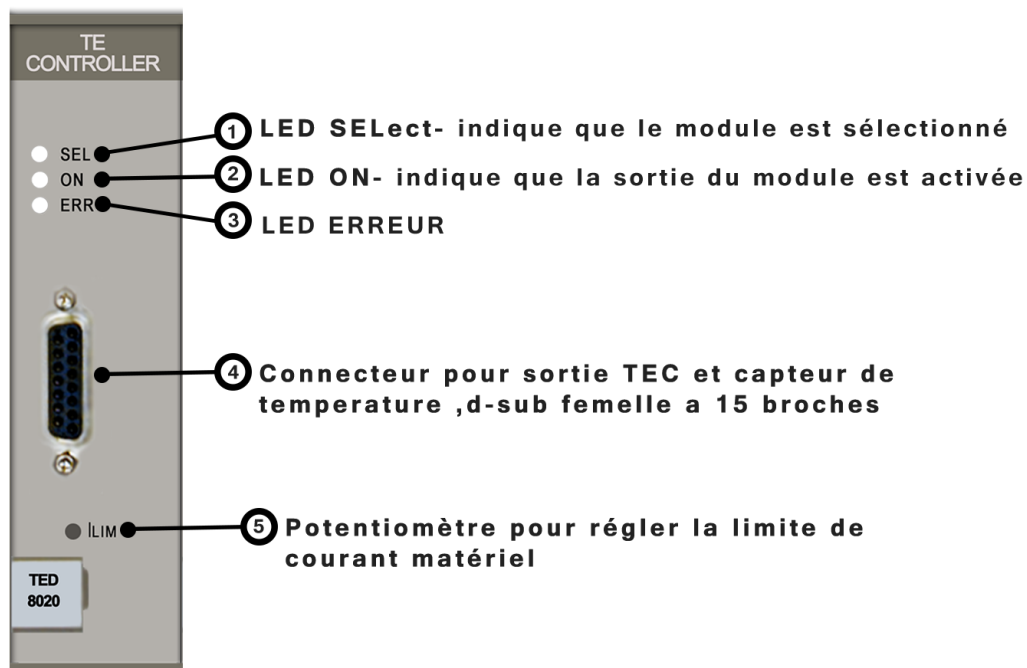 TE
CONTROLLER
SEL
ON
ERR
1 LED SELect- indique que le module est sélectionné
2 LED ON- indique que la sortie du module est activée
3 LED ERREUR
4 Connecteur pour sortie TEC et capteur de
temperature ,d-sub femelle a 15 broches
ILIM
5 Potentiomètre pour régler la limite de
courant matériel
TED
8020